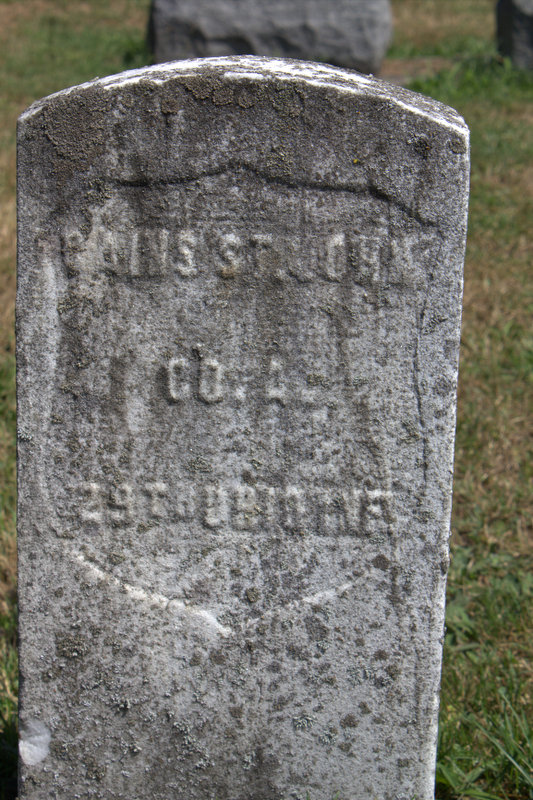 ST. JOHN
CO. A.
29TH OHIO INF.